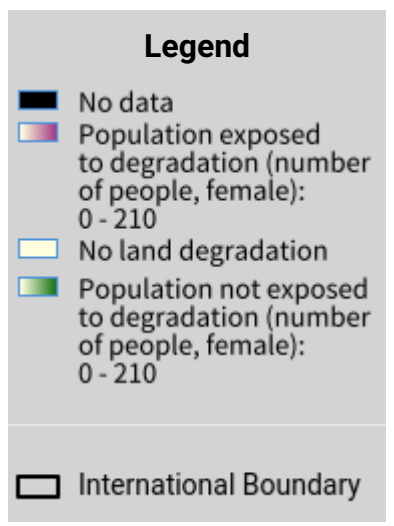 Legend
No data
Population exposed
to degradation (number
of people, female):
0 - 210
No land degradation
Population not exposed
to degradation (number
of people, female):
0 - 210
International Boundary